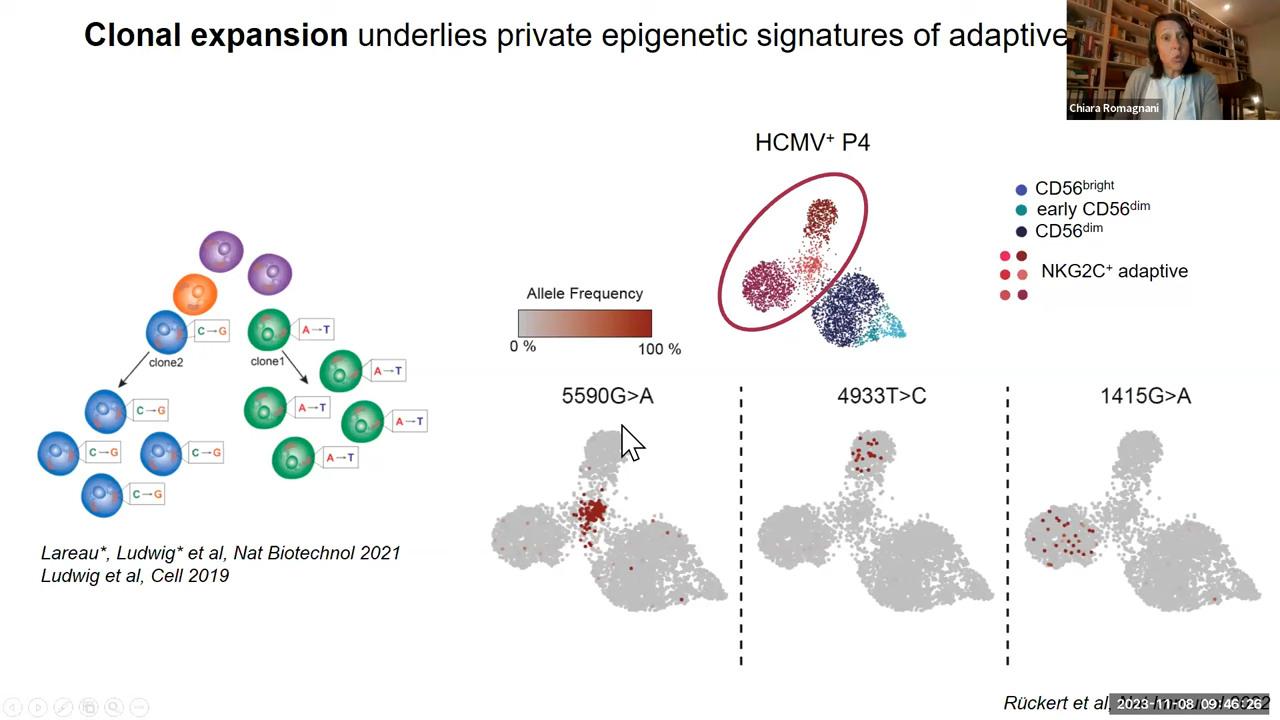 Clonal expansion underlies private epigenetic signatures of adaptive
Chiara Romagnani
HCMV⁺ P4
CD56bright
early CD56dim
CD56dim
NKG2C⁺ adaptive
Allele Frequency
0 % 100 %
C→G
A→T
clone2
clone1
A→T
C→G
A→T
A→T
C→G
C→G
A→T
C→G
5590G>A
4933T>C
1415G>A
Lareau*, Ludwig* et al, Nat Biotechnol 2021
Ludwig et al, Cell 2019
Rückert et al,
2023-11-08 09:46:26